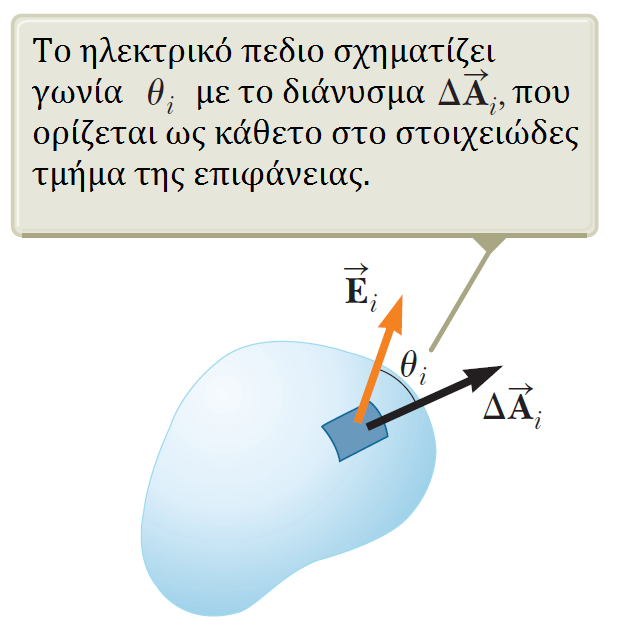 Το ηλεκτρικό πεδιο σχηματίζει
γωνία θᵢ με το διάνυσμα ΔA⃗ᵢ, που
ορίζεται ως κάθετο στο στοιχειώδες
τμήμα της επιφάνειας.
E⃗ᵢ
θᵢ
ΔA⃗ᵢ